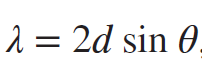 λ = 2d sin θ,